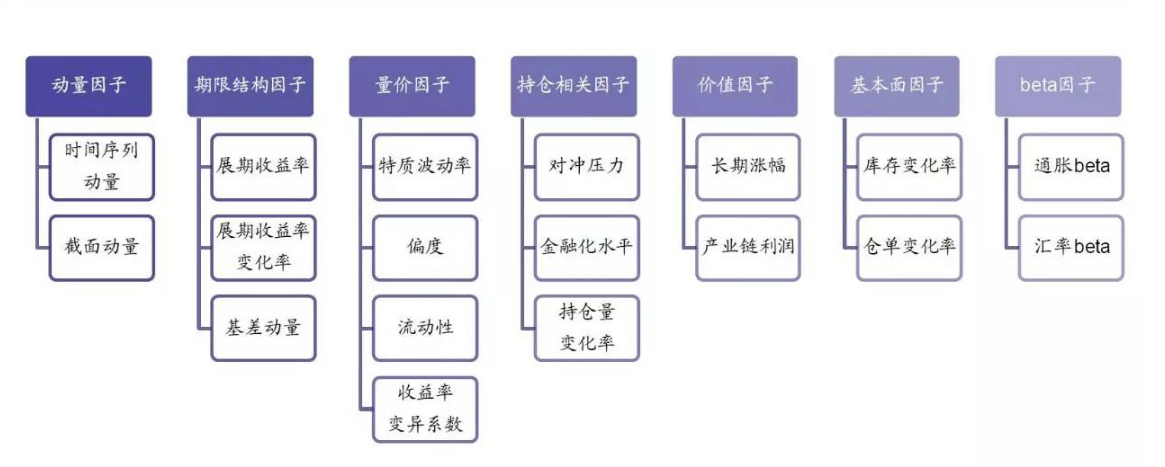 动量因子
时间序列
动量
截面动量
期限结构因子
展期收益率
展期收益率
变化率
基差动量
量价因子
特质波动率
偏度
流动性
收益率
变异系数
持仓相关因子
对冲压力
金融化水平
持仓量
变化率
价值因子
长期涨幅
产业链利润
基本面因子
库存变化率
仓单变化率
beta因子
通胀beta
汇率beta